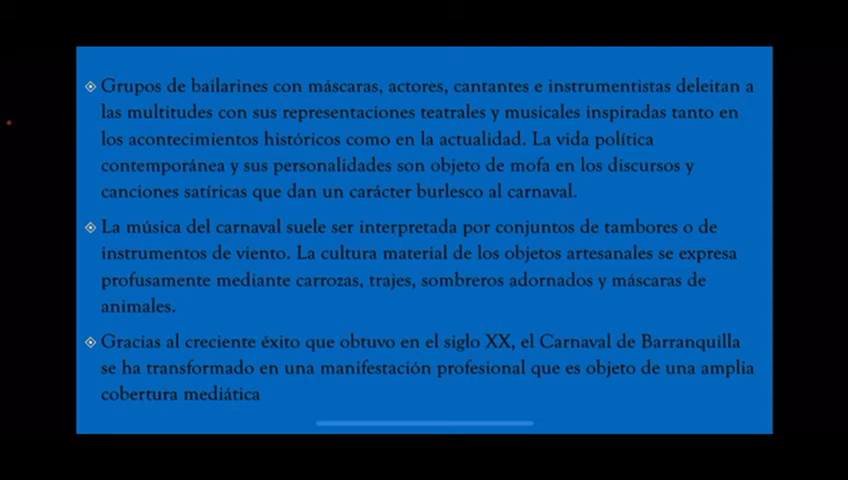 Grupos de bailarines con máscaras, actores, cantantes e instrumentistas deleitan a
las multitudes con sus representaciones teatrales y musicales inspiradas tanto en
los acontecimientos históricos como en la actualidad. La vida política
contemporánea y sus personalidades son objeto de mofa en los discursos y
canciones satíricas que dan un carácter burlesco al carnaval.
La música del carnaval suele ser interpretada por conjuntos de tambores o de
instrumentos de viento. La cultura material de los objetos artesanales se expresa
profusamente mediante carrozas, trajes, sombreros adornados y máscaras de
animales.
Gracias al creciente éxito que obtuvo en el siglo XX, el Carnaval de Barranquilla
se ha transformado en una manifestación profesional que es objeto de una amplia
cobertura mediática